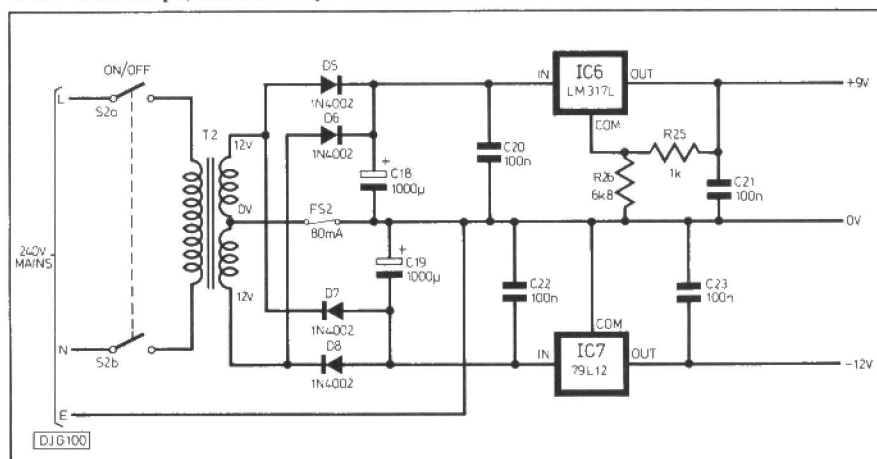 ON/OFF
L
S2a
T2
12V
0V
12V
240V
MAINS
N
S2b
E
DJG100
D5
1N4002
D6
1N4002
C18
1000µ
FS2
80mA
C19
1000µ
D7
1N4002
D8
1N4002
C20
100n
IN
IC6
LM317L
OUT
COM
R25
1k
R26
6k8
C21
100n
+9V
0V
C22
100n
C23
100n
COM
IN
IC7
79L12
OUT
-12V